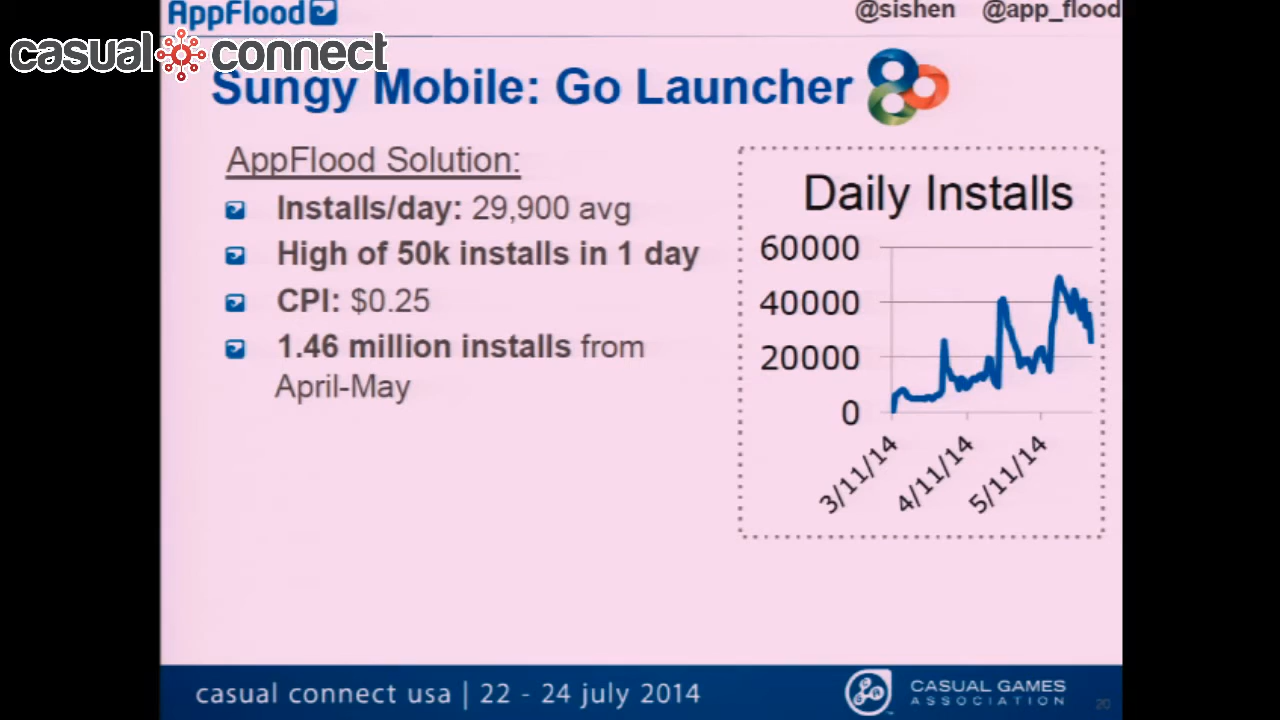 AppFlood
@sishen @app_flood
casual connect
Sungy Mobile: Go Launcher
AppFlood Solution:
Installs/day: 29,900 avg
High of 50k installs in 1 day
CPI: $0.25
1.46 million installs from
April-May
Daily Installs
60000
40000
20000
0
3/11/14
4/11/14
5/11/14
casual connect usa | 22 - 24 july 2014
CASUAL GAMES
ASSOCIATION
20